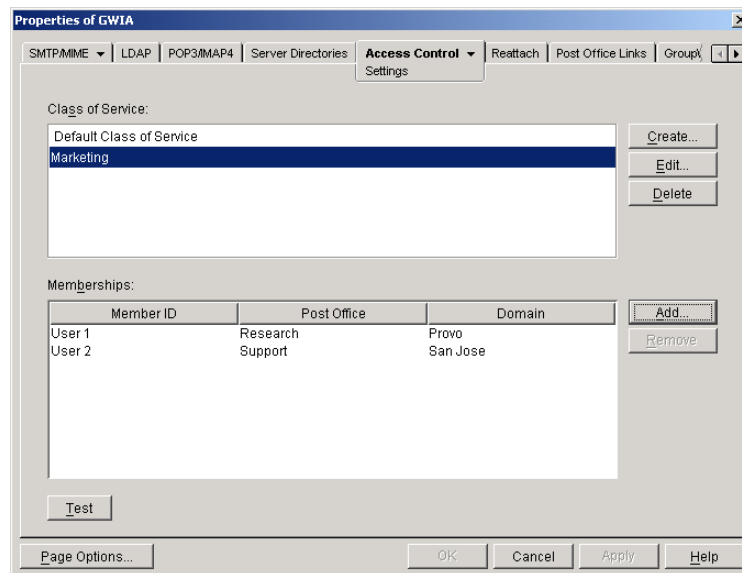 Properties of GWIA
SMTP/MIME LDAP POP3/IMAP4 Server Directories Access Control Reattach Post Office Links GroupW
Settings
Class of Service:
Default Class of Service
Marketing
Create...
Edit...
Delete
Memberships:
Member ID Post Office Domain
User 1 Research Provo
User 2 Support San Jose
Add...
Remove
Test
Page Options... OK Cancel Apply Help